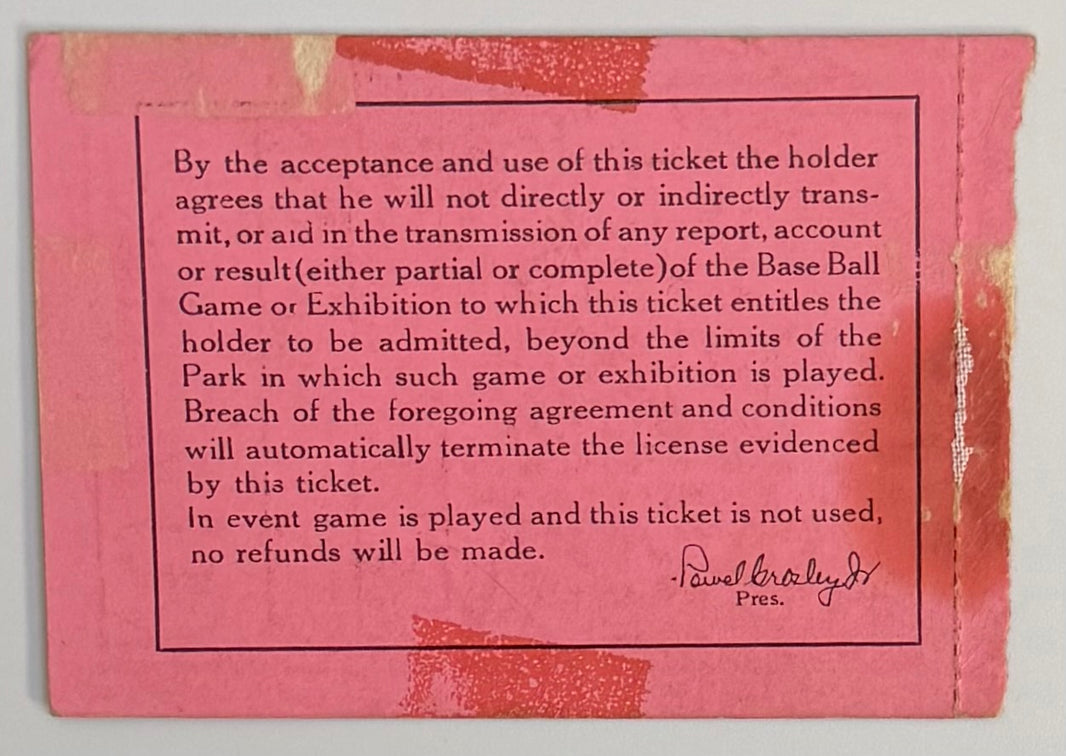 By the acceptance and use of this ticket the holder
agrees that he will not directly or indirectly trans-
mit, or aid in the transmission of any report, account
or result (either partial or complete) of the Base Ball
Game or Exhibition to which this ticket entitles the
holder to be admitted, beyond the limits of the
Park in which such game or exhibition is played.
Breach of the foregoing agreement and conditions
will automatically terminate the license evidenced
by this ticket.
In event game is played and this ticket is not used,
no refunds will be made.
Powel Crosley Jr
Pres.